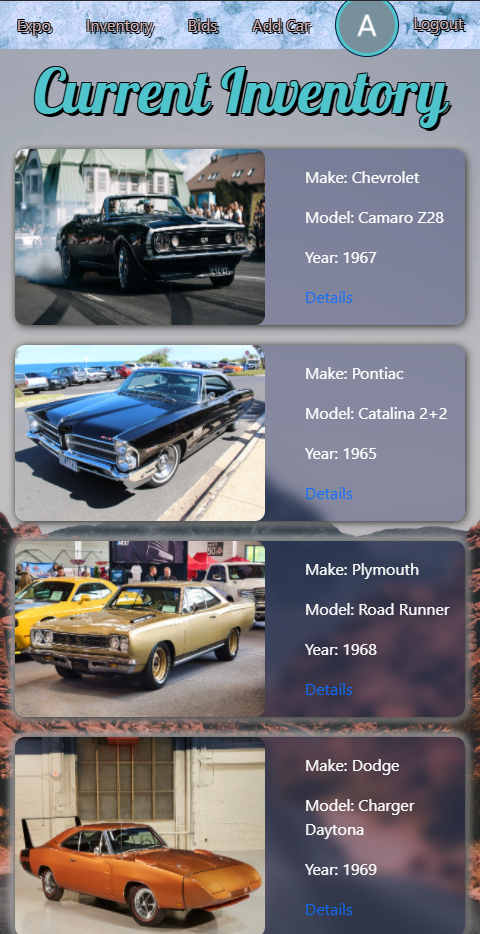 Expo Inventory Bids Add Car A Logout
Current Inventory
Make: Chevrolet
Model: Camaro Z28
Year: 1967
Details
Make: Pontiac
Model: Catalina 2+2
Year: 1965
Details
Make: Plymouth
Model: Road Runner
Year: 1968
Details
Make: Dodge
Model: Charger
Daytona
Year: 1969
Details